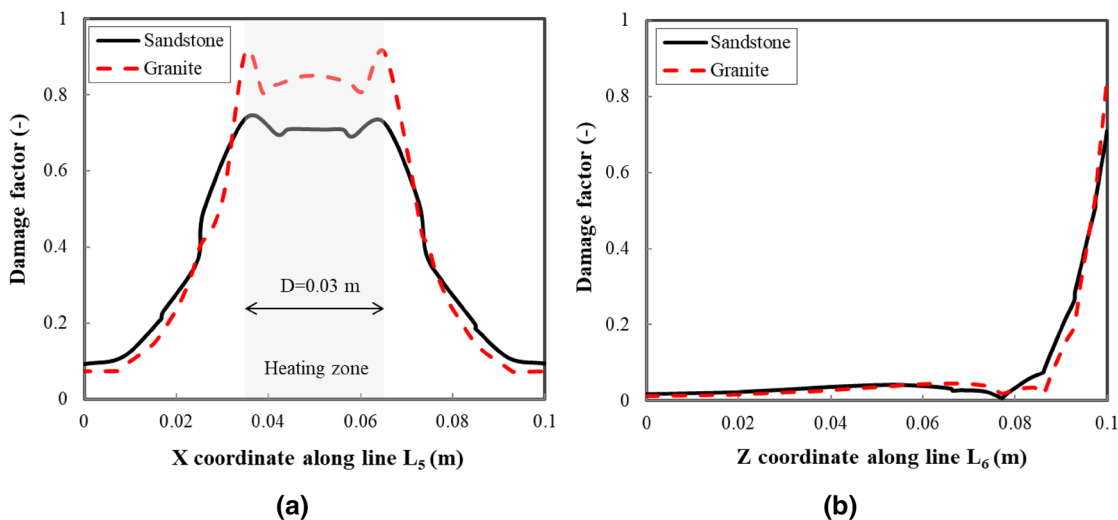 1
0.8
0.6
0.4
0.2
0
Damage factor (-)
Sandstone
Granite
D=0.03 m
Heating zone
0 0.02 0.04 0.06 0.08 0.1
X coordinate along line L5 (m)
(a)
1
0.8
0.6
0.4
0.2
0
Damage factor (-)
Sandstone
Granite
0 0.02 0.04 0.06 0.08 0.1
Z coordinate along line L6 (m)
(b)